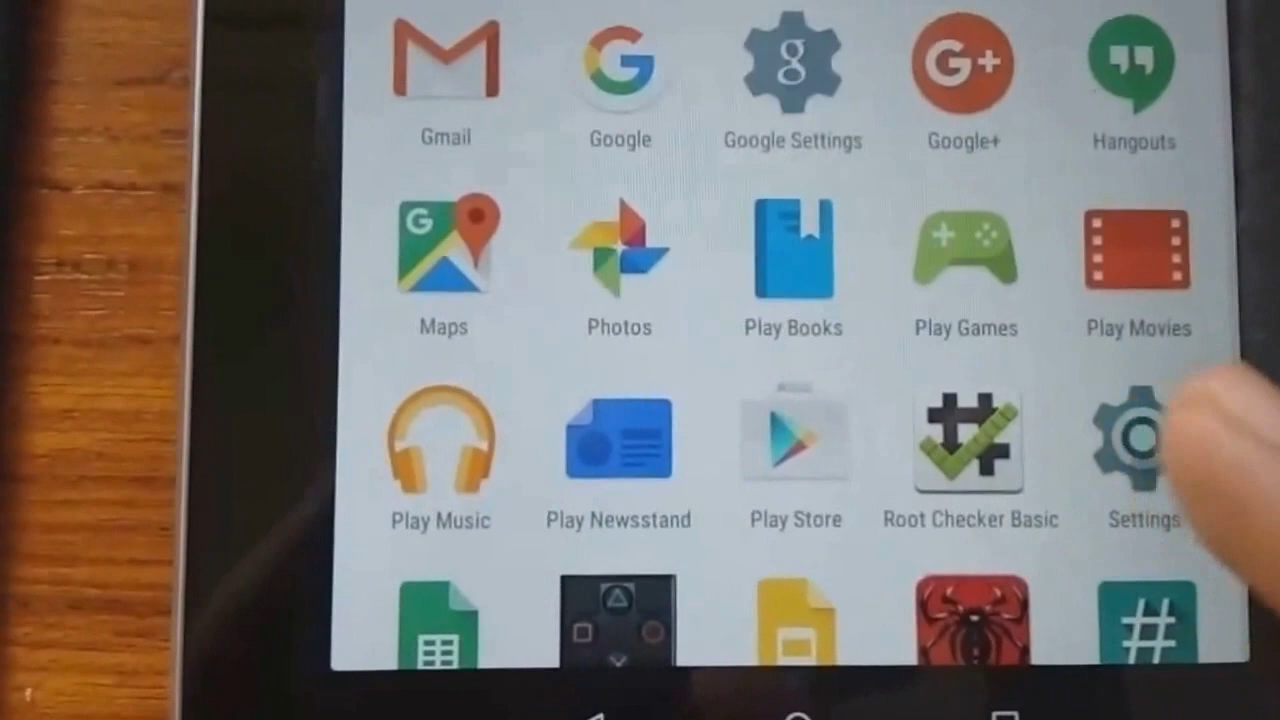 Gmail Google Google Settings Google+ Hangouts
Maps Photos Play Books Play Games Play Movies
Play Music Play Newsstand Play Store Root Checker Basic Settings